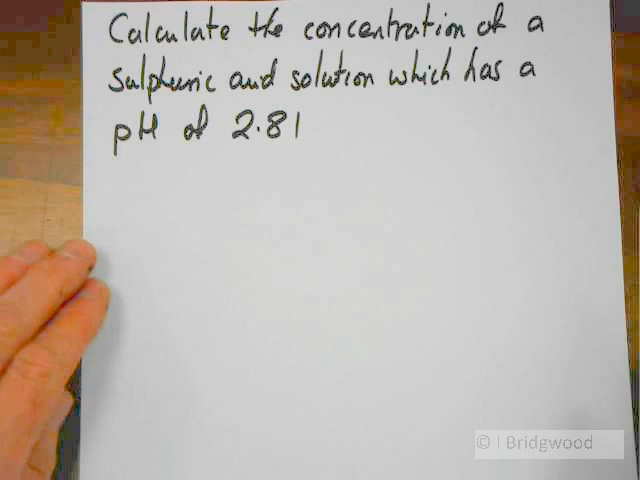 Calculate the concentration of a
Sulphuric acid solution which has a
pH of 2.81
© I Bridgwood